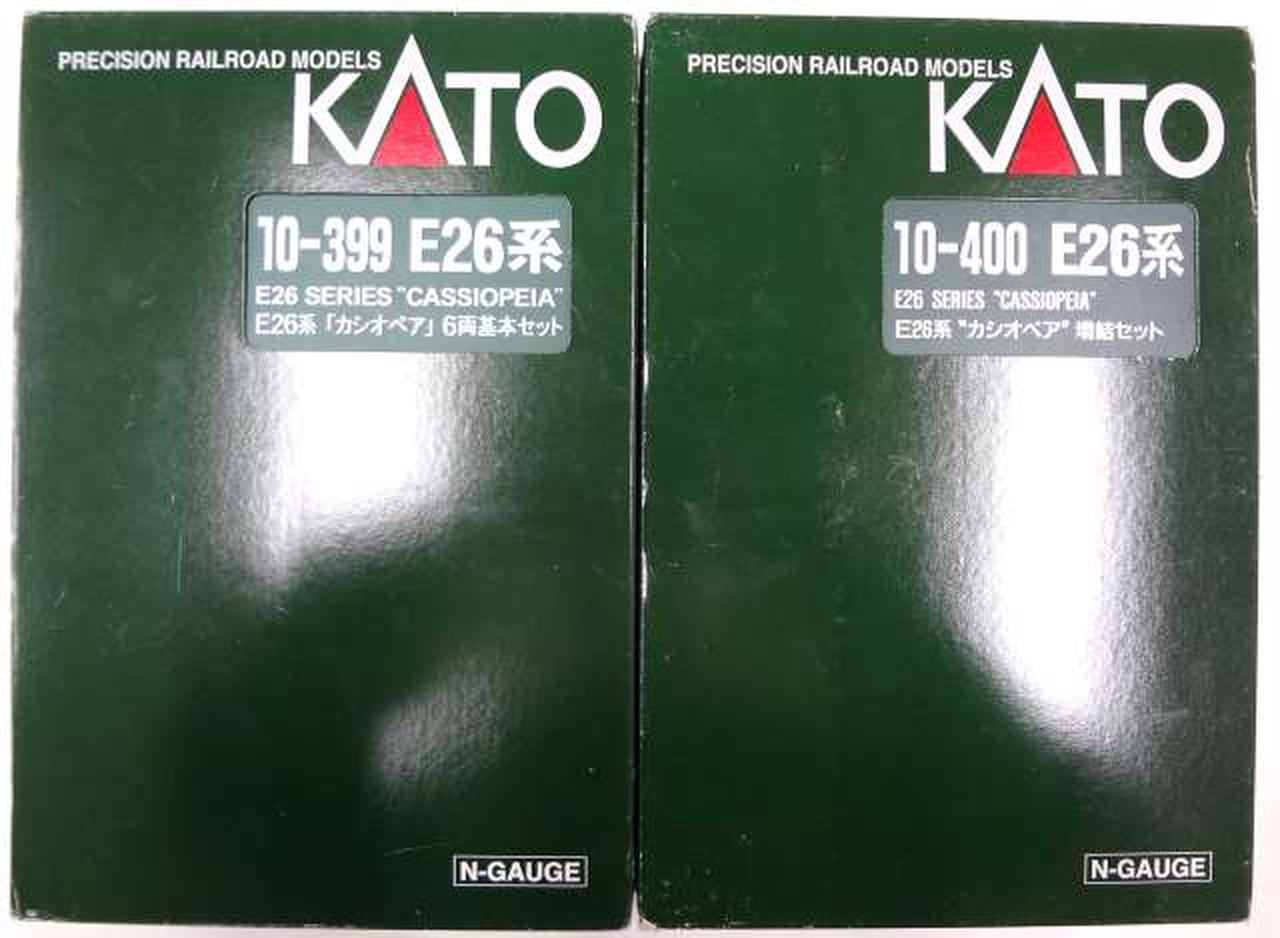 PRECISION RAILROAD MODELS
KATO
10-399 E26系
E26 SERIES "CASSIOPEIA"
E26系「カシオペア」6両基本セット
N-GAUGE
PRECISION RAILROAD MODELS
KATO
10-400 E26系
E26 SERIES "CASSIOPEIA"
E26系 "カシオペア" 増結セット
N-GAUGE